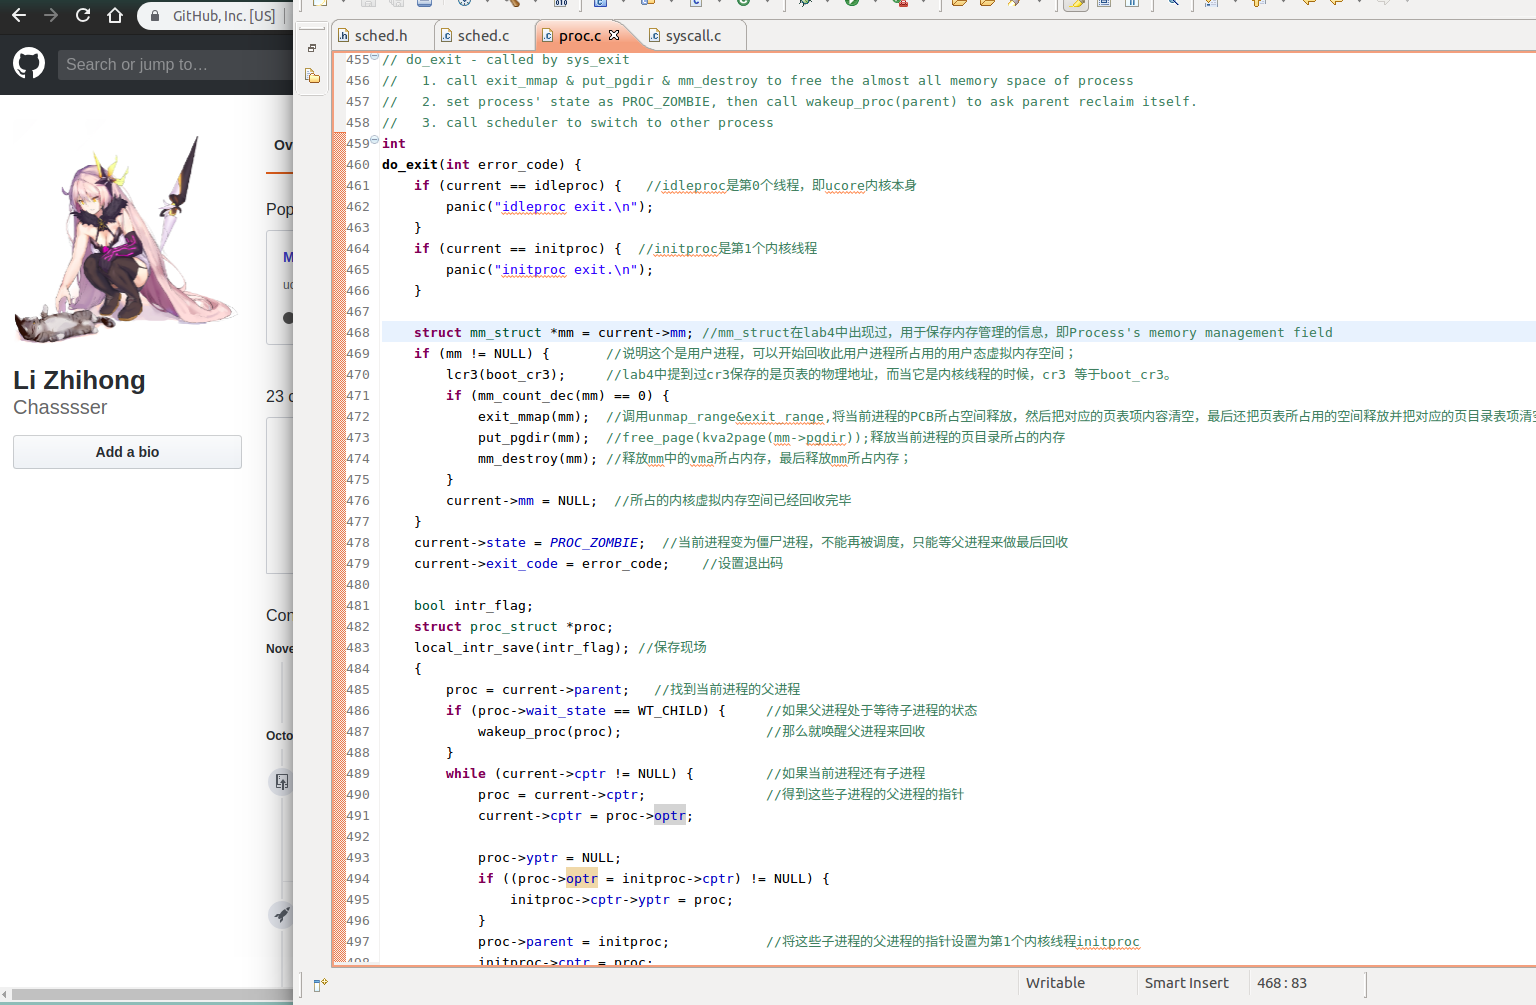 GitHub, Inc. [US]
Search or jump to…
Ov
Pop
M
uc
Li Zhihong
Chasssser
Add a bio
23 c
Con
Nove
Octo
sched.h
sched.c
proc.c
syscall.c
455 // do_exit - called by sys_exit
456 //   1. call exit_mmap & put_pgdir & mm_destroy to free the almost all memory space of process
457 //   2. set process' state as PROC_ZOMBIE, then call wakeup_proc(parent) to ask parent reclaim itself.
458 //   3. call scheduler to switch to other process
459 int
460 do_exit(int error_code) {
461     if (current == idleproc) {   //idleproc是第0个线程，即ucore内核本身
462         panic("idleproc exit.\n");
463     }
464     if (current == initproc) {  //initproc是第1个内核线程
465         panic("initproc exit.\n");
466     }
467
468     struct mm_struct *mm = current->mm; //mm_struct在lab4中出现过，用于保存内存管理的信息，即Process's memory management field
469     if (mm != NULL) {       //说明这个是用户进程，可以开始回收此用户进程所占用的用户态虚拟内存空间；
470         lcr3(boot_cr3);     //lab4中提到过cr3保存的是页表的物理地址，而当它是内核线程的时候，cr3 等于boot_cr3。
471         if (mm_count_dec(mm) == 0) {
472             exit_mmap(mm);  //调用unmap_range&exit_range,将当前进程的PCB所占空间释放，然后把对应的页表项内容清空，最后还把页表所占用的空间释放并把对应的页目录表项清空
473             put_pgdir(mm);  //free_page(kva2page(mm->pgdir));释放当前进程的页目录所占的内存
474             mm_destroy(mm); //释放mm中的vma所占内存，最后释放mm所占内存；
475         }
476         current->mm = NULL;  //所占的内核虚拟内存空间已经回收完毕
477     }
478     current->state = PROC_ZOMBIE;  //当前进程变为僵尸进程，不能再被调度，只能等父进程来做最后回收
479     current->exit_code = error_code;    //设置退出码
480
481     bool intr_flag;
482     struct proc_struct *proc;
483     local_intr_save(intr_flag); //保存现场
484     {
485         proc = current->parent;   //找到当前进程的父进程
486         if (proc->wait_state == WT_CHILD) {     //如果父进程处于等待子进程的状态
487             wakeup_proc(proc);                  //那么就唤醒父进程来回收
488         }
489         while (current->cptr != NULL) {         //如果当前进程还有子进程
490             proc = current->cptr;               //得到这些子进程的父进程的指针
491             current->cptr = proc->optr;
492
493             proc->yptr = NULL;
494             if ((proc->optr = initproc->cptr) != NULL) {
495                 initproc->cptr->yptr = proc;
496             }
497             proc->parent = initproc;            //将这些子进程的父进程的指针设置为第1个内核线程initproc
498             initproc->cptr = proc;
Writable
Smart Insert
468 : 83